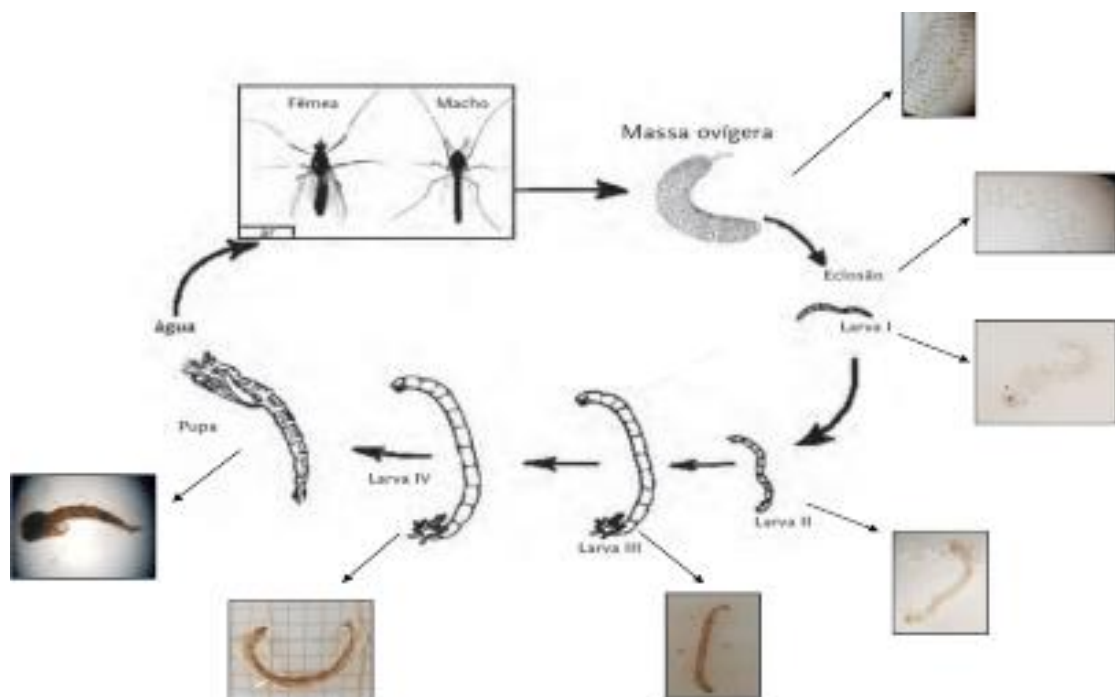 Fêmea
Macho
Massa ovígera
Eclosão
Larva I
Larva II
Larva III
Larva IV
Pupa
água